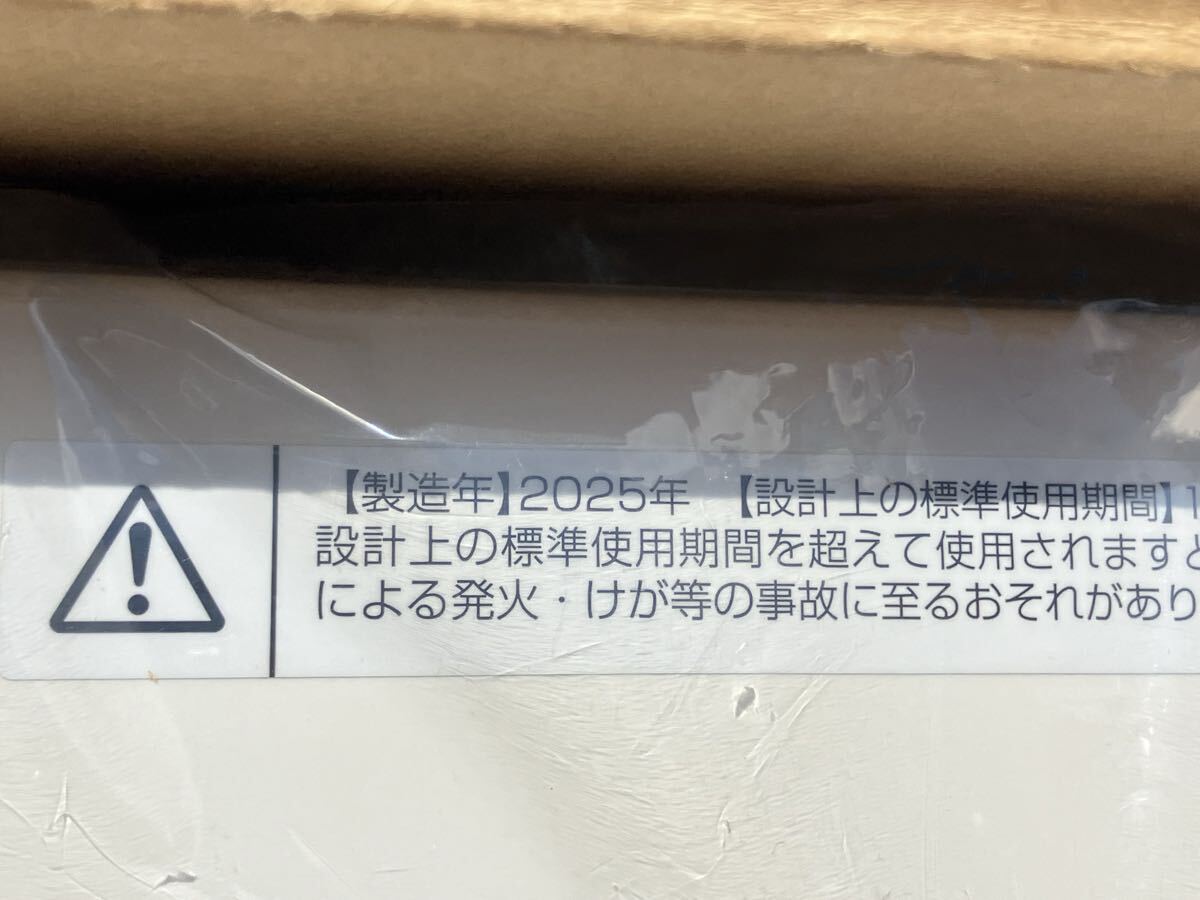 【製造年】2025年 【設計上の標準使用期間】1
設計上の標準使用期間を超えて使用されますと
による発火・けが等の事故に至るおそれがあり